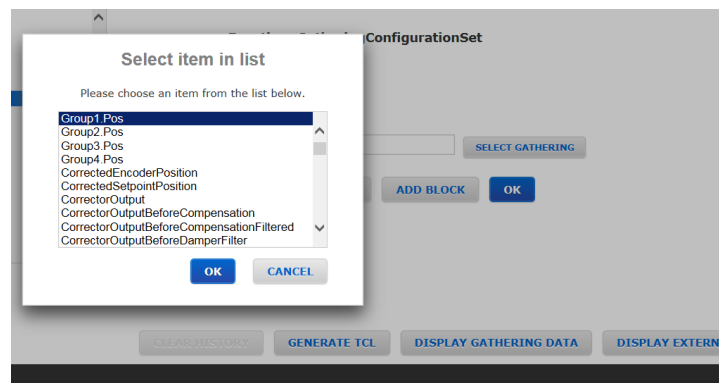 ConfigurationSet
Select item in list
Please choose an item from the list below.
Group1.Pos
Group2.Pos
Group3.Pos
Group4.Pos
CorrectedEncoderPosition
CorrectedSetpointPosition
CorrectorOutput
CorrectorOutputBeforeCompensation
CorrectorOutputBeforeCompensationFiltered
CorrectorOutputBeforeDamperFilter
SELECT GATHERING
ADD BLOCK OK
OK CANCEL
CLEAR HISTORY GENERATE TCL DISPLAY GATHERING DATA DISPLAY EXTERN